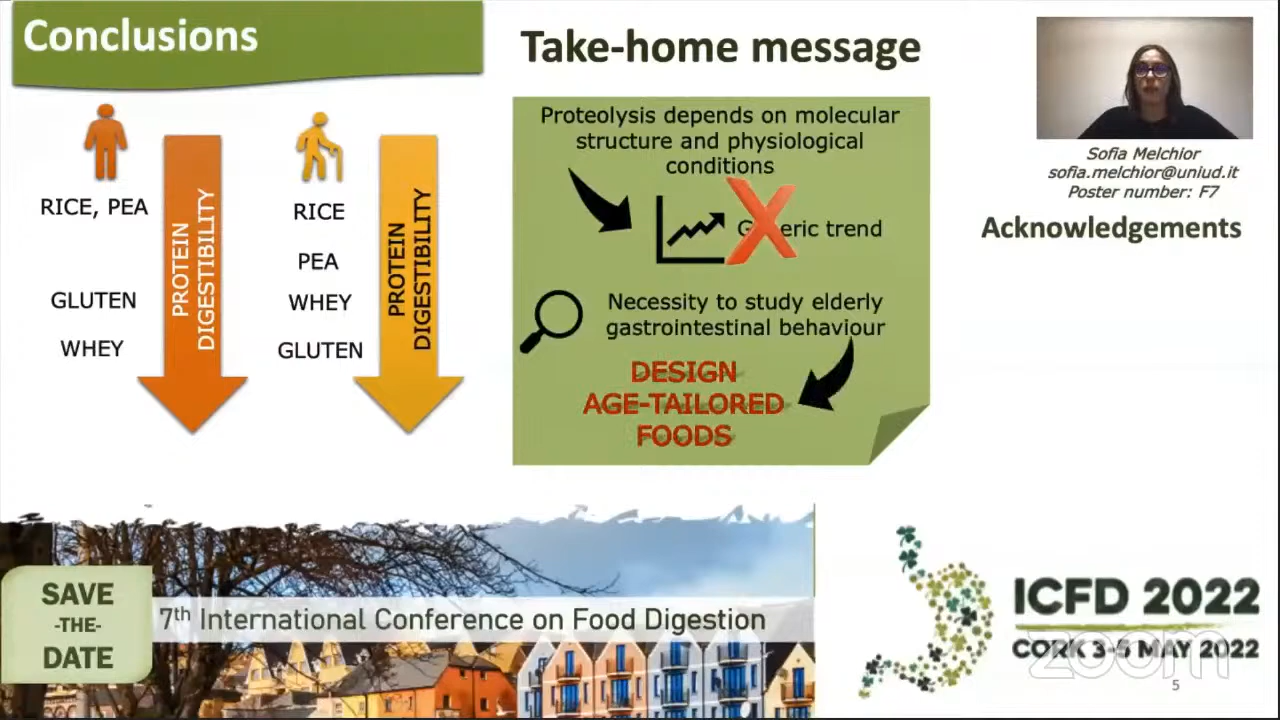 Conclusions
RICE, PEA
GLUTEN
WHEY
PROTEIN
DIGESTIBILITY
RICE
PEA
WHEY
GLUTEN
PROTEIN
DIGESTIBILITY
Take-home message
Proteolysis depends on molecular
structure and physiological
conditions
trend
Necessity to study elderly
gastrointestinal behaviour
DESIGN
AGE-TAILORED
FOODS
Sofia Melchior
sofia.melchior@uniud.it
Poster number: F7
Acknowledgements
SAVE
-THE-
DATE
7th International Conference on Food Digestion
ICFD 2022
CORK 3-5 MAY 2022
zoom
5